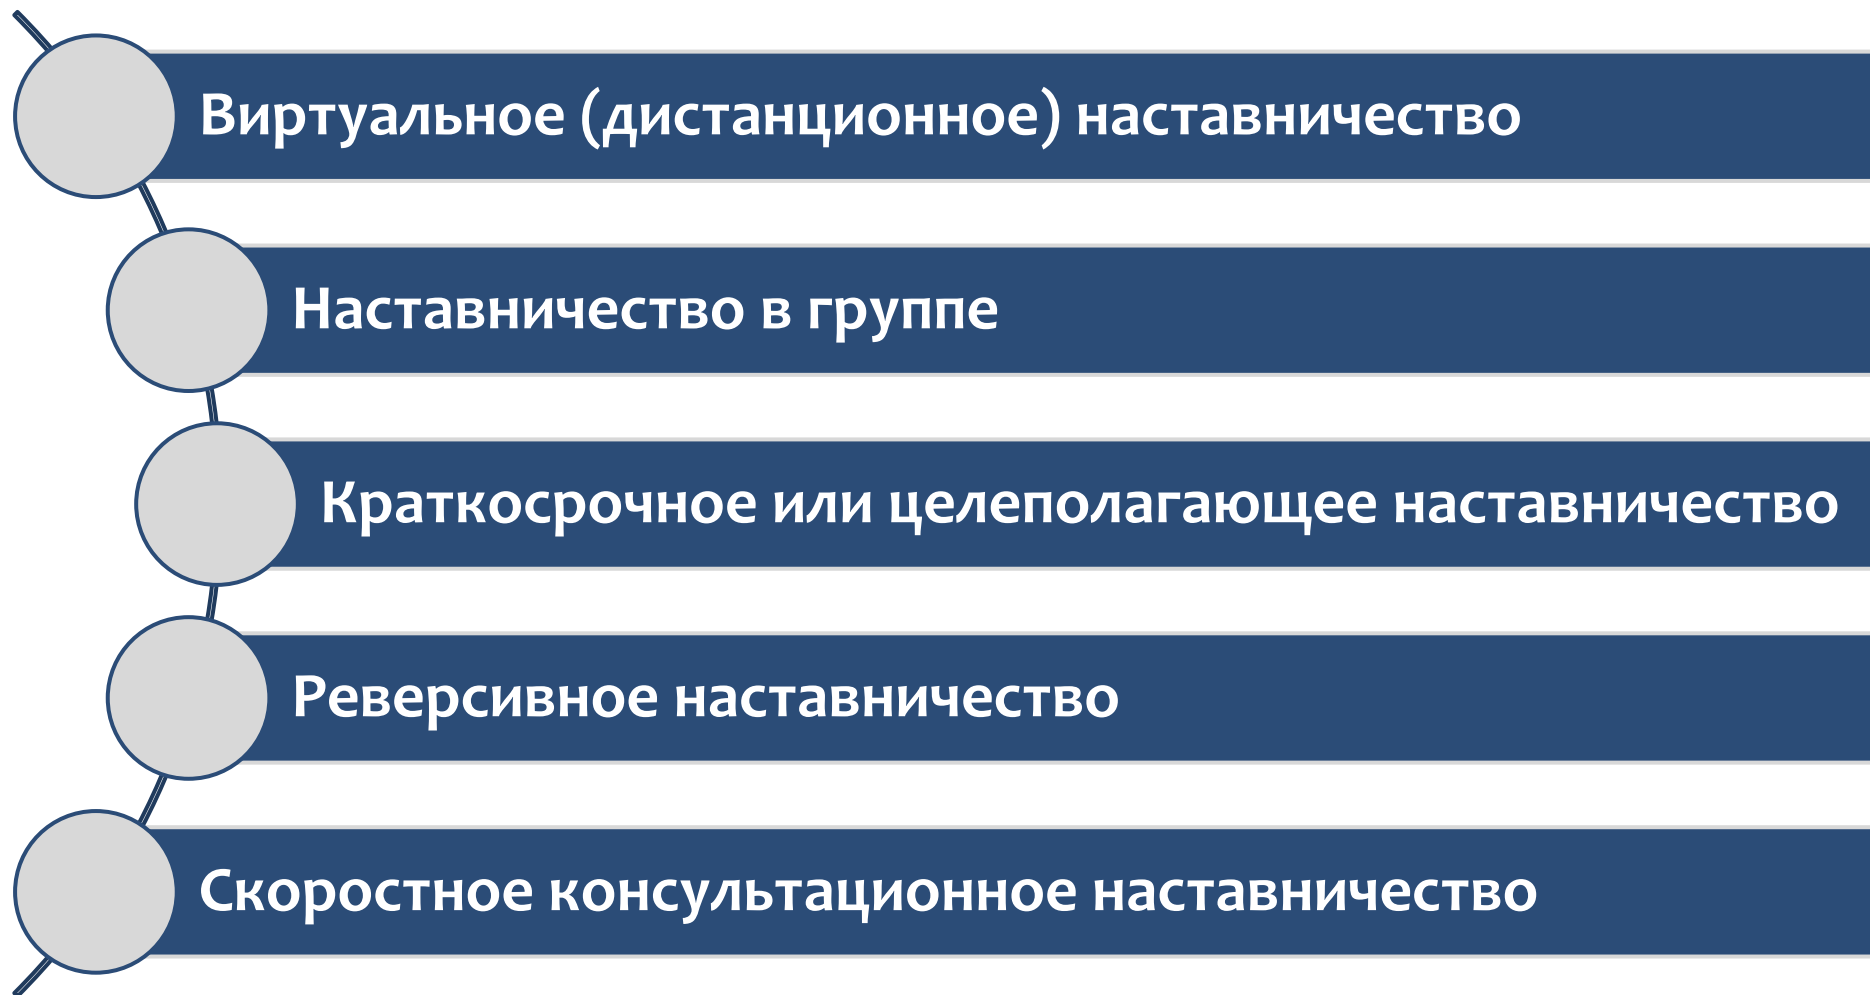 Виртуальное (дистанционное) наставничество
Наставничество в группе
Краткосрочное или целеполагающее наставничество
Реверсивное наставничество
Скоростное консультационное наставничество